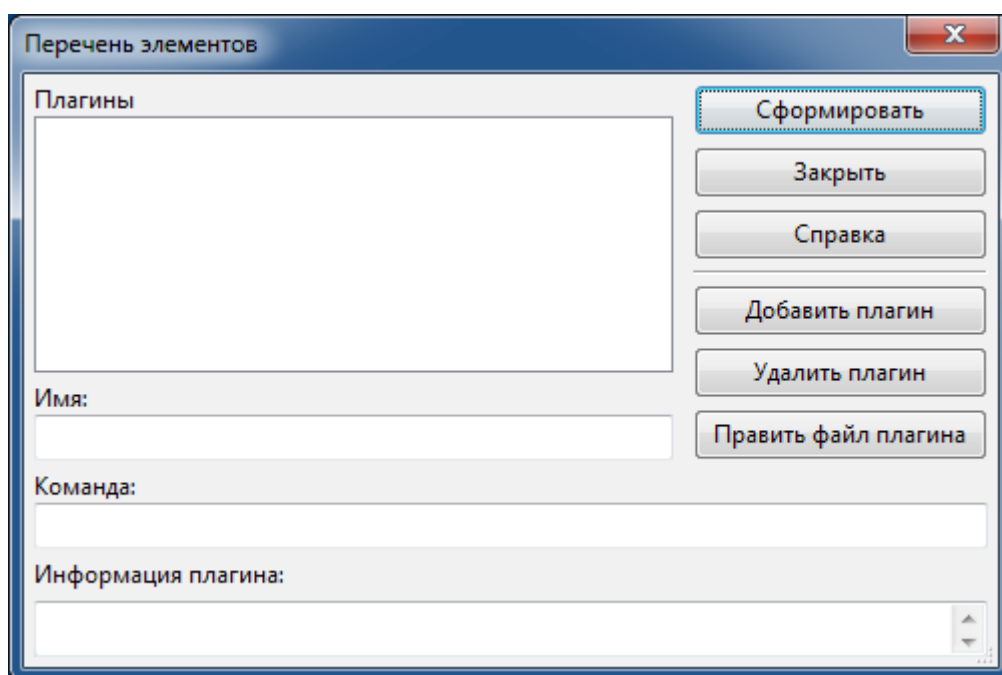 Перечень элементов
Плагины
Сформировать
Закрыть
Справка
Добавить плагин
Удалить плагин
Имя:
Править файл плагина
Команда:
Информация плагина: